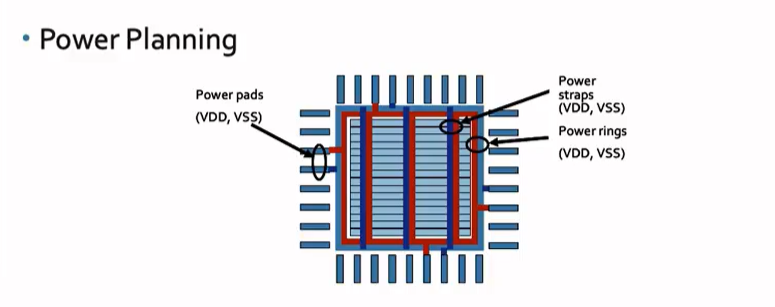 • Power Planning
Power pads
(VDD, VSS)
Power
straps
(VDD, VSS)
Power rings
(VDD, VSS)